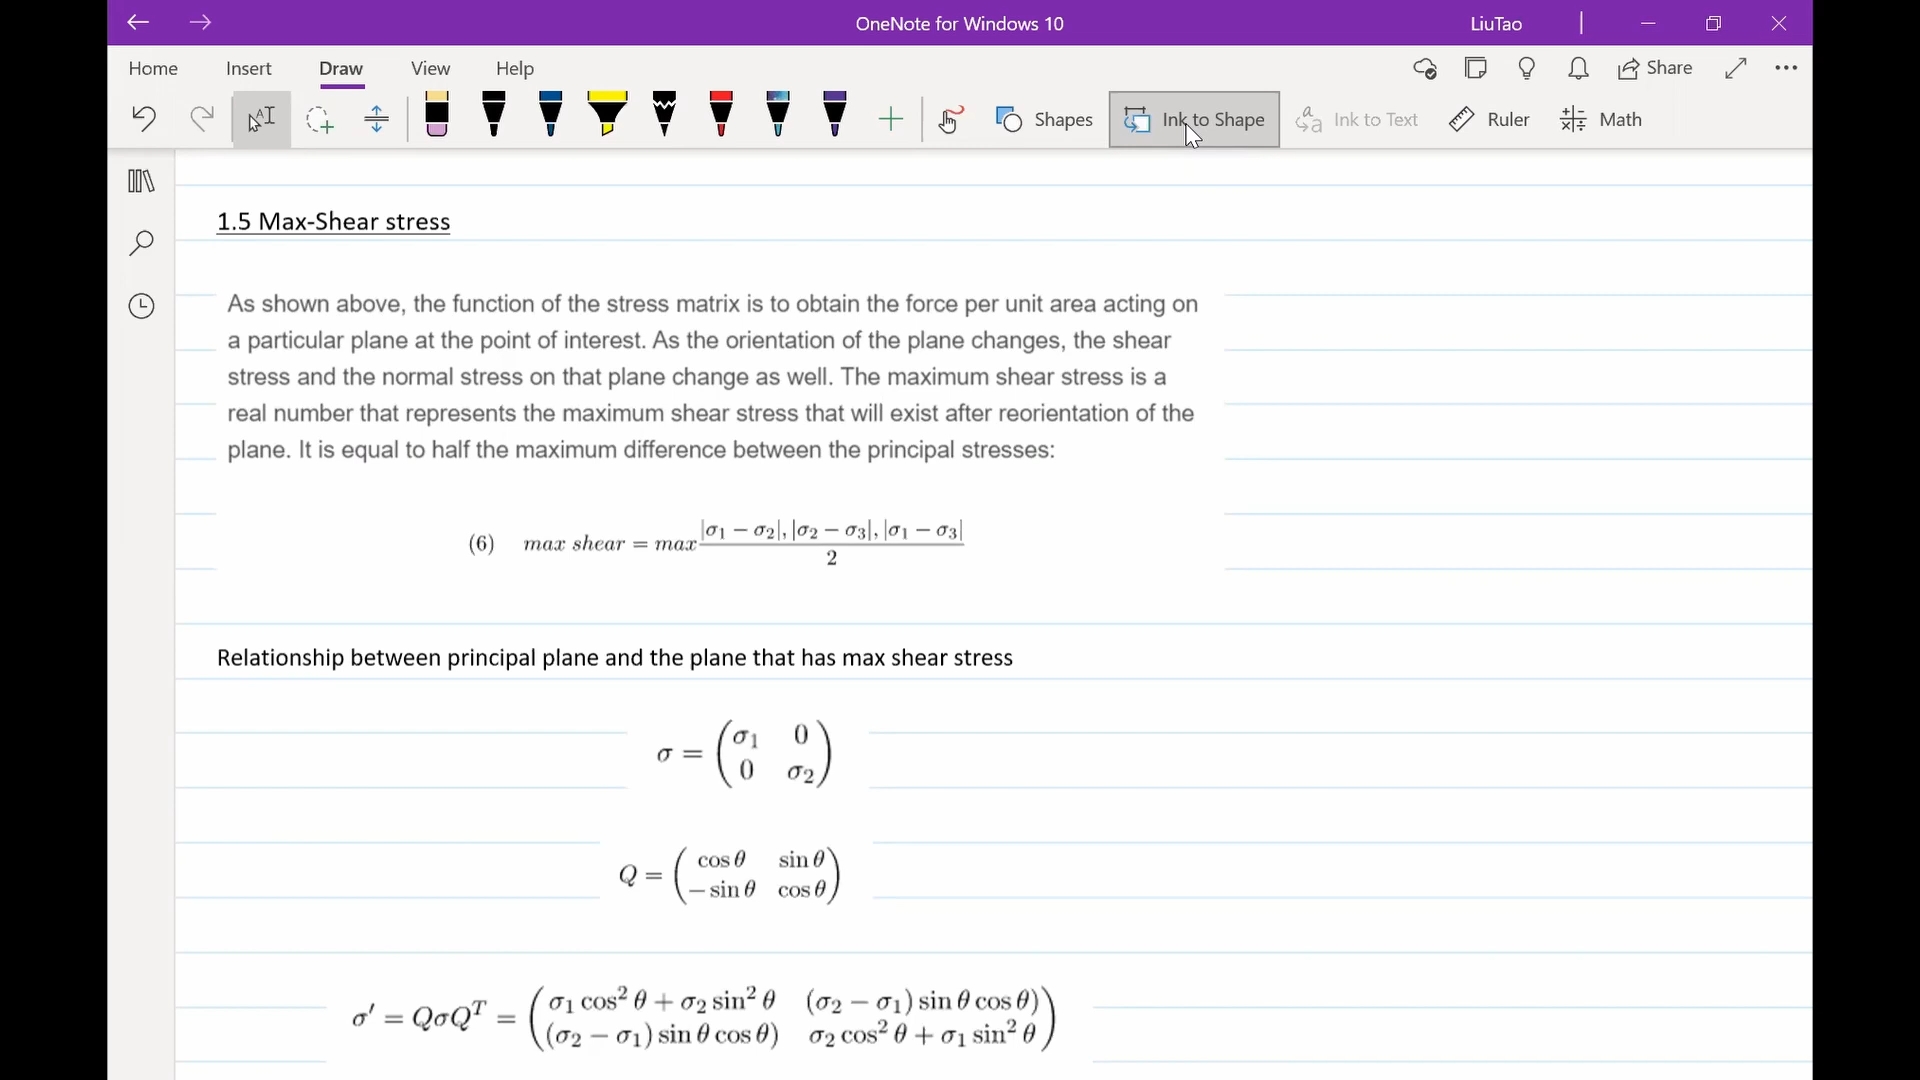 OneNote for Windows 10
LiuTao
Home Insert Draw View Help
Share
Shapes Ink to Shape Ink to Text Ruler Math
1.5 Max-Shear stress
As shown above, the function of the stress matrix is to obtain the force per unit area acting on
a particular plane at the point of interest. As the orientation of the plane changes, the shear
stress and the normal stress on that plane change as well. The maximum shear stress is a
real number that represents the maximum shear stress that will exist after reorientation of the
plane. It is equal to half the maximum difference between the principal stresses:
(6) max shear = max |σ₁ − σ₂|, |σ₂ − σ₃|, |σ₁ − σ₃|
2
Relationship between principal plane and the plane that has max shear stress
σ = (σ₁ 0
0 σ₂)
Q = (cos θ sin θ
− sin θ cos θ)
σ′ = QσQᵀ = (σ₁ cos² θ + σ₂ sin² θ (σ₂ − σ₁) sin θ cos θ)
(σ₂ − σ₁) sin θ cos θ) σ₂ cos² θ + σ₁ sin² θ)